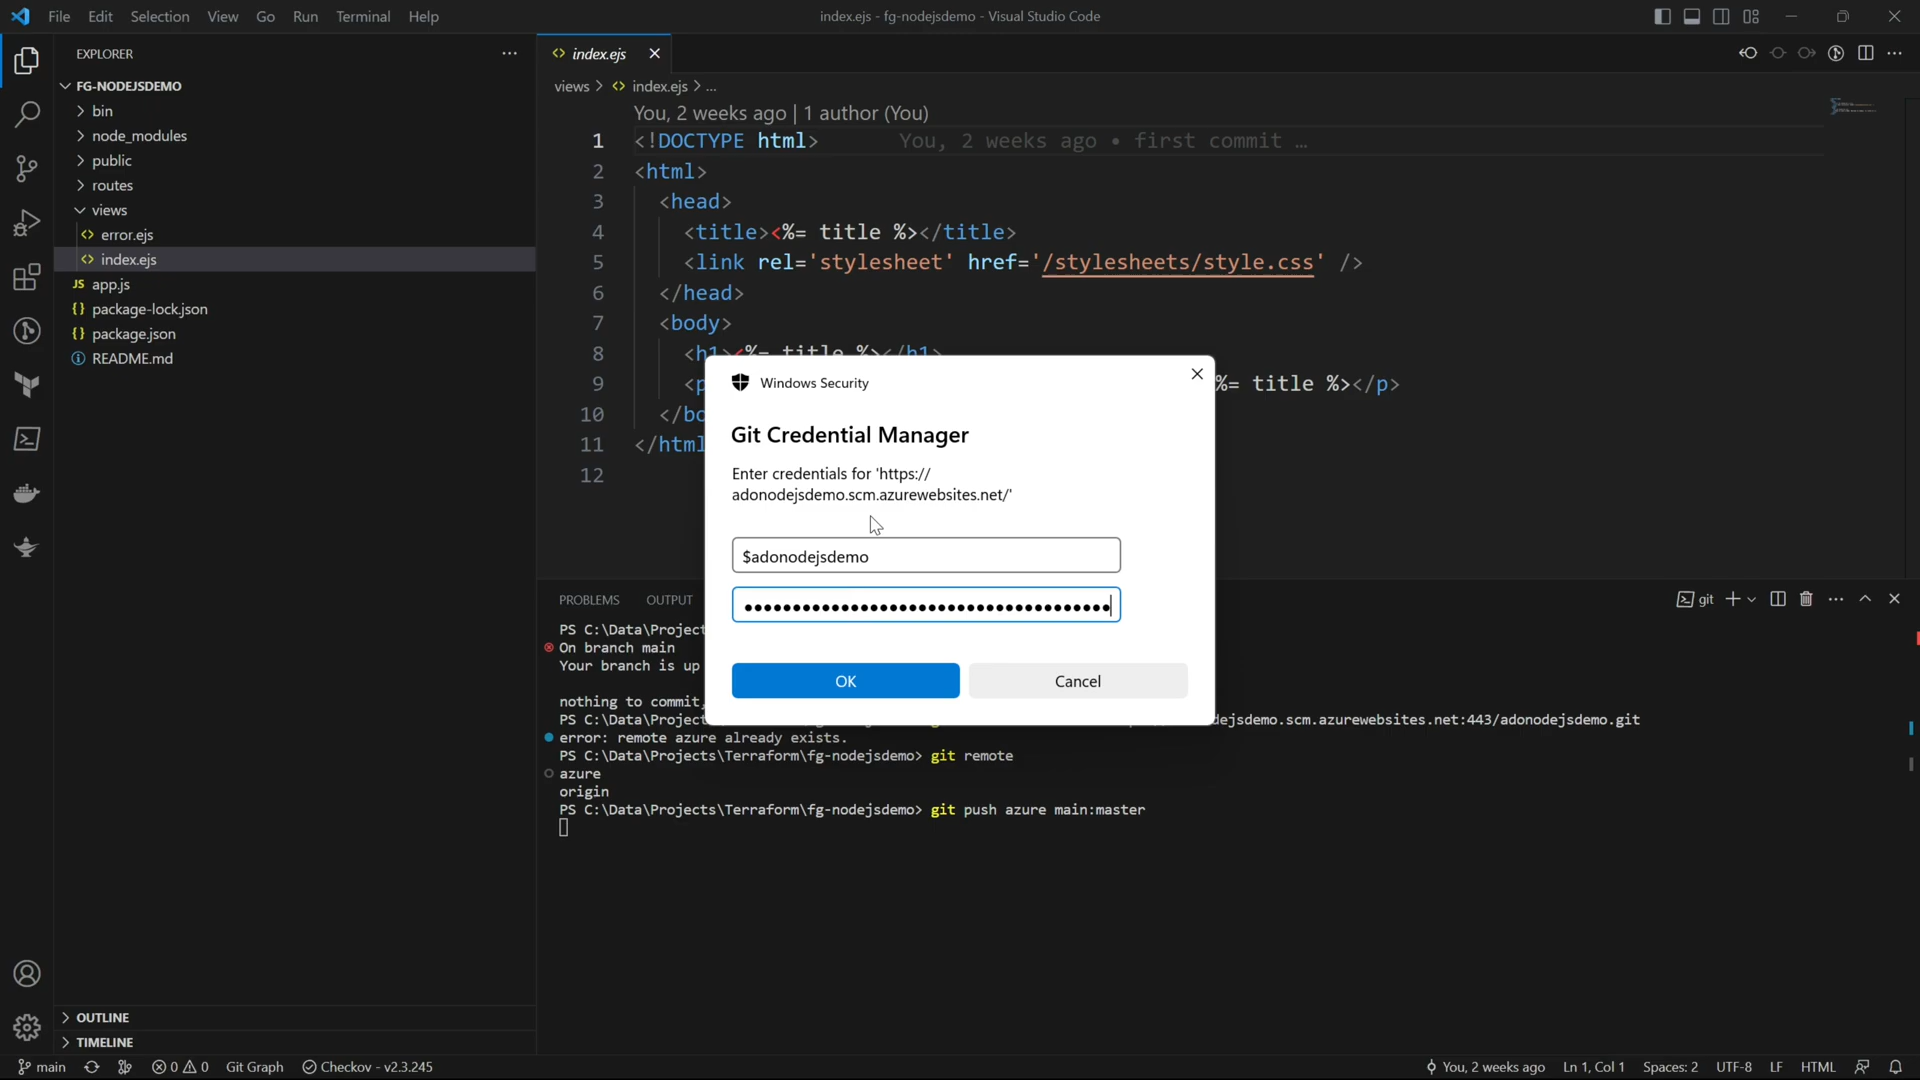 File Edit Selection View Go Run Terminal Help
index.ejs - fg-nodejsdemo - Visual Studio Code
EXPLORER
FG-NODEJSDEMO
bin
node_modules
public
routes
views
error.ejs
index.ejs
JS app.js
{} package-lock.json
{} package.json
README.md
OUTLINE
TIMELINE
index.ejs
views > index.ejs > ...
You, 2 weeks ago | 1 author (You)
1 <!DOCTYPE html> You, 2 weeks ago • first commit …
2 <html>
3 <head>
4 <title><%= title %></title>
5 <link rel='stylesheet' href='/stylesheets/style.css' />
6 </head>
7 <body>
8 <h1><%= title %></h1>
9 <p %= title %></p>
10 </bo
11 </html
12
Windows Security
Git Credential Manager
Enter credentials for 'https://
adonodejsdemo.scm.azurewebsites.net/'
$adonodejsdemo
●●●●●●●●●●●●●●●●●●●●●●●●●●●●●●●●●●●●●●
OK Cancel
PROBLEMS OUTPUT
git
PS C:\Data\Project
On branch main
Your branch is up
nothing to commit,
PS C:\Data\Project dejsdemo.scm.azurewebsites.net:443/adonodejsdemo.git
error: remote azure already exists.
PS C:\Data\Projects\Terraform\fg-nodejsdemo> git remote
azure
origin
PS C:\Data\Projects\Terraform\fg-nodejsdemo> git push azure main:master
main 0 0 Git Graph Checkov - v2.3.245 You, 2 weeks ago Ln 1, Col 1 Spaces: 2 UTF-8 LF HTML